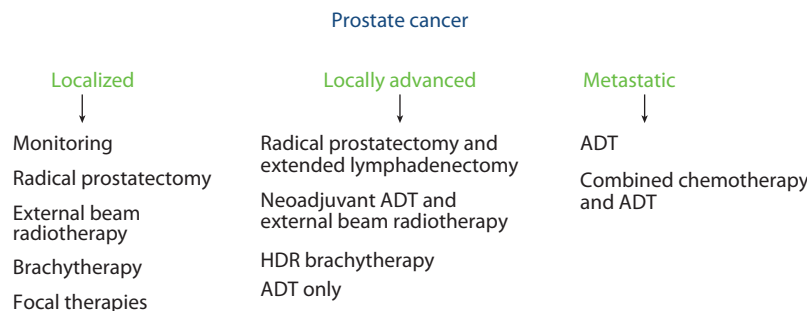 Prostate cancer
Localized
Monitoring
Radical prostatectomy
External beam
radiotherapy
Brachytherapy
Focal therapies
Locally advanced
Radical prostatectomy and
extended lymphadenectomy
Neoadjuvant ADT and
external beam radiotherapy
HDR brachytherapy
ADT only
Metastatic
ADT
Combined chemotherapy
and ADT